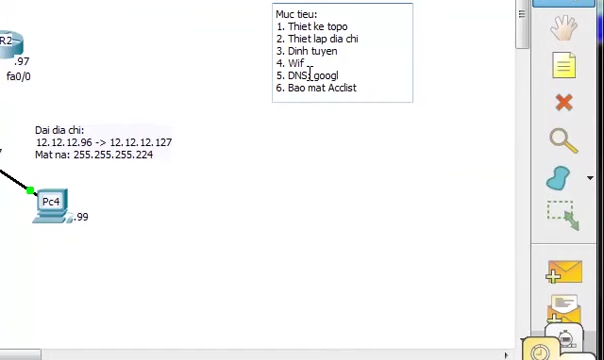 Muc tieu:
1. Thiet ke topo
2. Thiet lap dia chi
3. Dinh tuyen
4. Wif
5. DNS: googl
6. Bao mat Acclist
R2
.97
fa0/0
Dai dia chi:
12.12.12.96 -> 12.12.12.127
Mat na: 255.255.255.224
Pc4
.99